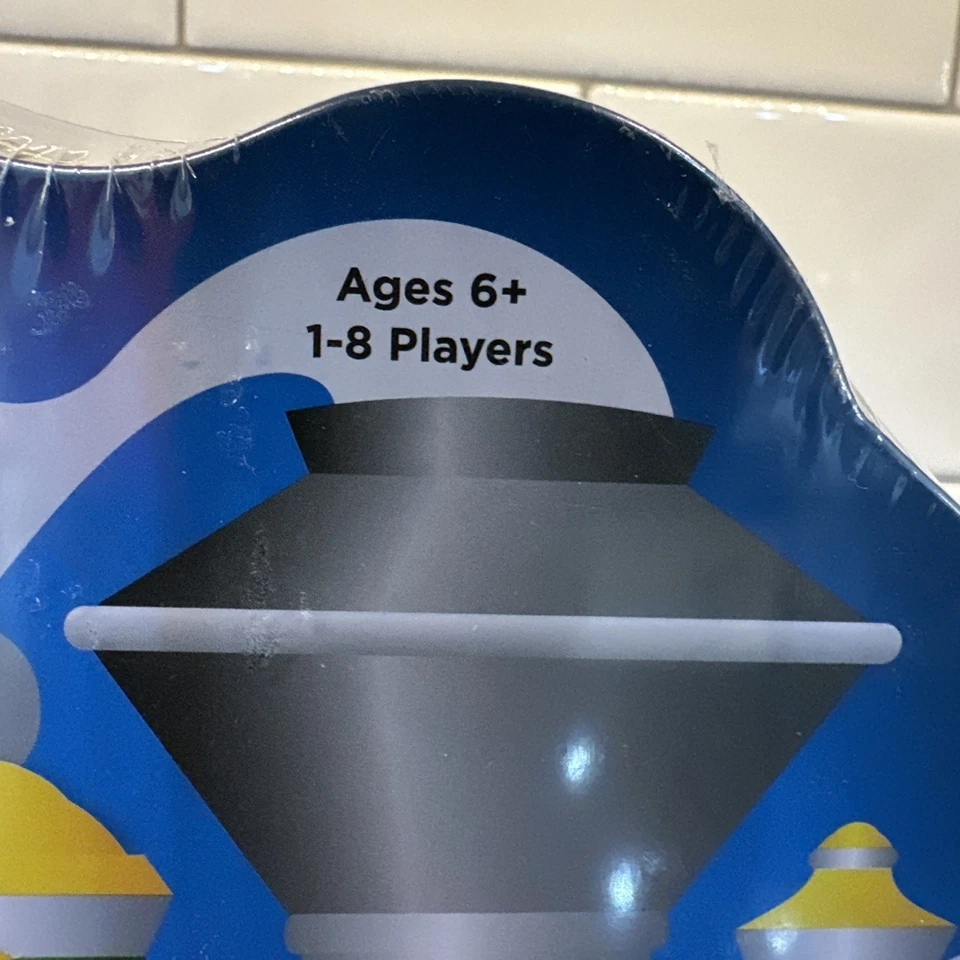 Ages 6+
1-8 Players